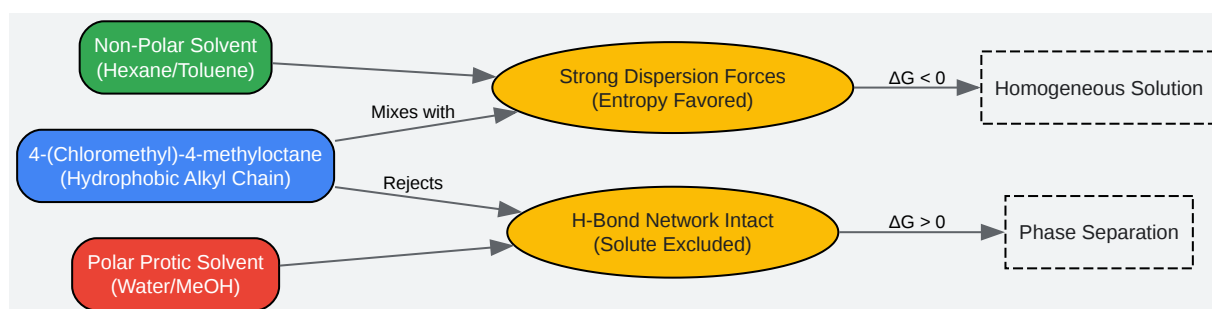 Non-Polar Solvent
(Hexane/Toluene)
Strong Dispersion Forces
(Entropy Favored)
ΔG < 0
Homogeneous Solution
Mixes with
4-(Chloromethyl)-4-methyloctane
(Hydrophobic Alkyl Chain)
Rejects
H-Bond Network Intact
(Solute Excluded)
ΔG > 0
Phase Separation
Polar Protic Solvent
(Water/MeOH)